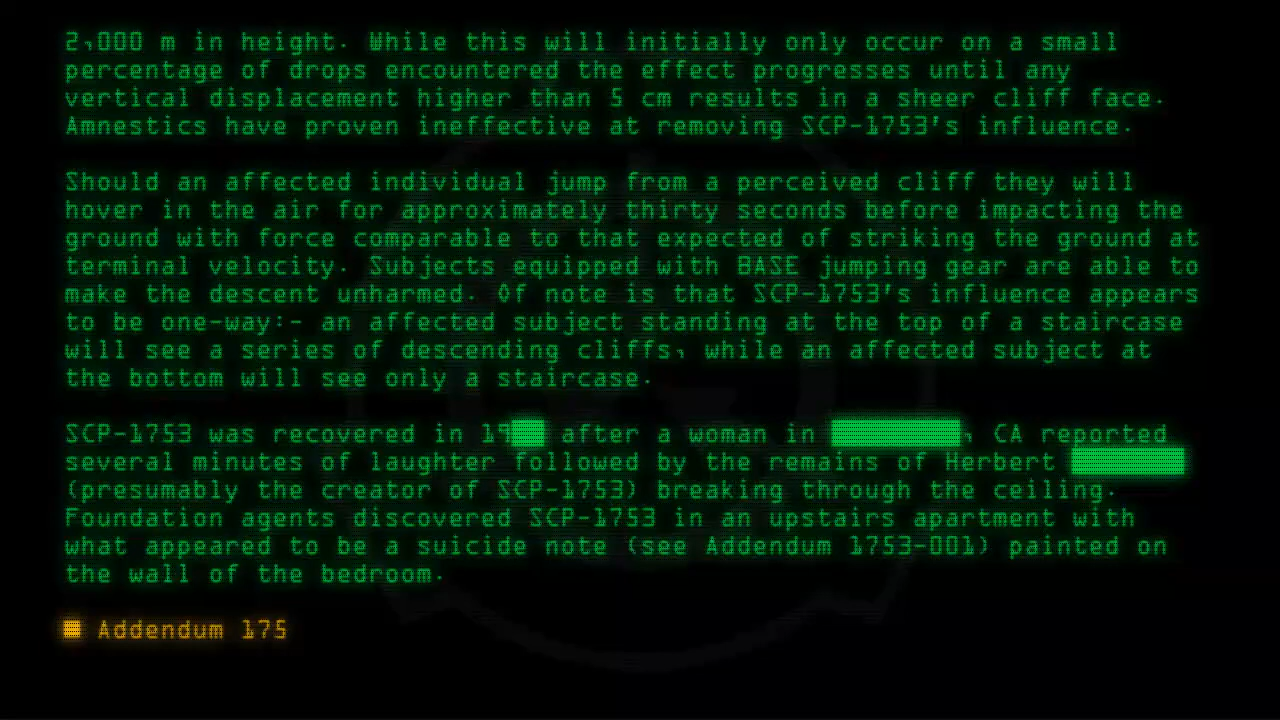 2,000 m in height. While this will initially only occur on a small
percentage of drops encountered the effect progresses until any
vertical displacement higher than 5 cm results in a sheer cliff face.
Amnestics have proven ineffective at removing SCP-1753's influence.
Should an affected individual jump from a perceived cliff they will
hover in the air for approximately thirty seconds before impacting the
ground with force comparable to that expected of striking the ground at
terminal velocity. Subjects equipped with BASE jumping gear are able to
make the descent unharmed. Of note is that SCP-1753's influence appears
to be one-way:- an affected subject standing at the top of a staircase
will see a series of descending cliffs, while an affected subject at
the bottom will see only a staircase.
SCP-1753 was recovered in 19██ after a woman in ████████, CA reported
several minutes of laughter followed by the remains of Herbert ███████
(presumably the creator of SCP-1753) breaking through the ceiling.
Foundation agents discovered SCP-1753 in an upstairs apartment with
what appeared to be a suicide note (see Addendum 1753-001) painted on
the wall of the bedroom.
■ Addendum 175